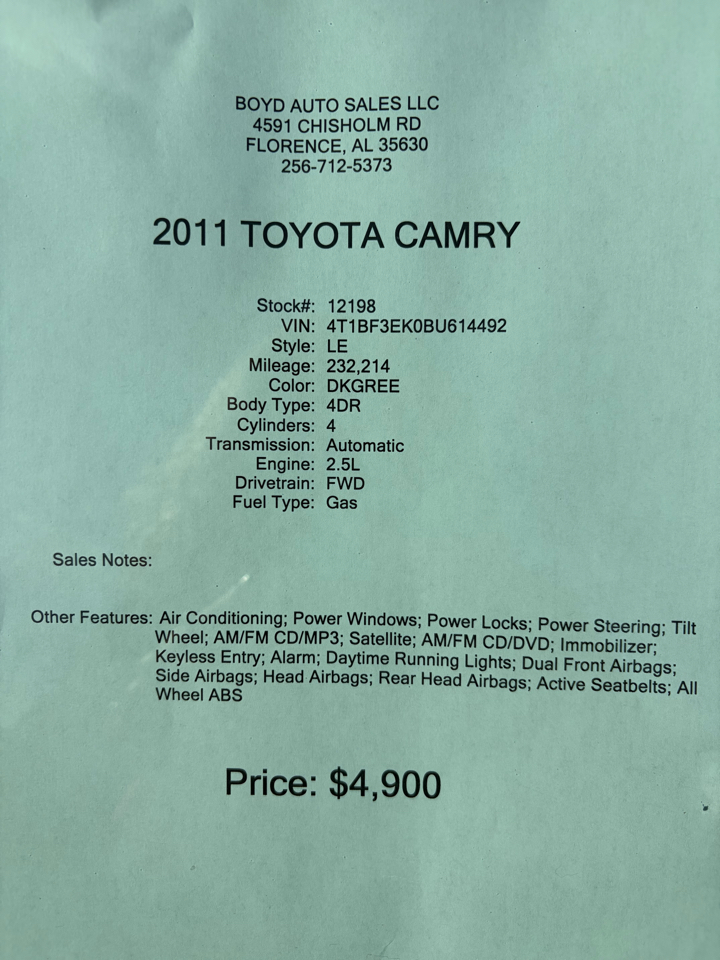 BOYD AUTO SALES LLC
4591 CHISHOLM RD
FLORENCE, AL 35630
256-712-5373
2011 TOYOTA CAMRY
Stock#: 12198
VIN: 4T1BF3EK0BU614492
Style: LE
Mileage: 232,214
Color: DKGREE
Body Type: 4DR
Cylinders: 4
Transmission: Automatic
Engine: 2.5L
Drivetrain: FWD
Fuel Type: Gas
Sales Notes:
Other Features: Air Conditioning; Power Windows; Power Locks; Power Steering; Tilt
Wheel; AM/FM CD/MP3; Satellite; AM/FM CD/DVD; Immobilizer;
Keyless Entry; Alarm; Daytime Running Lights; Dual Front Airbags;
Side Airbags; Head Airbags; Rear Head Airbags; Active Seatbelts; All
Wheel ABS
Price: $4,900